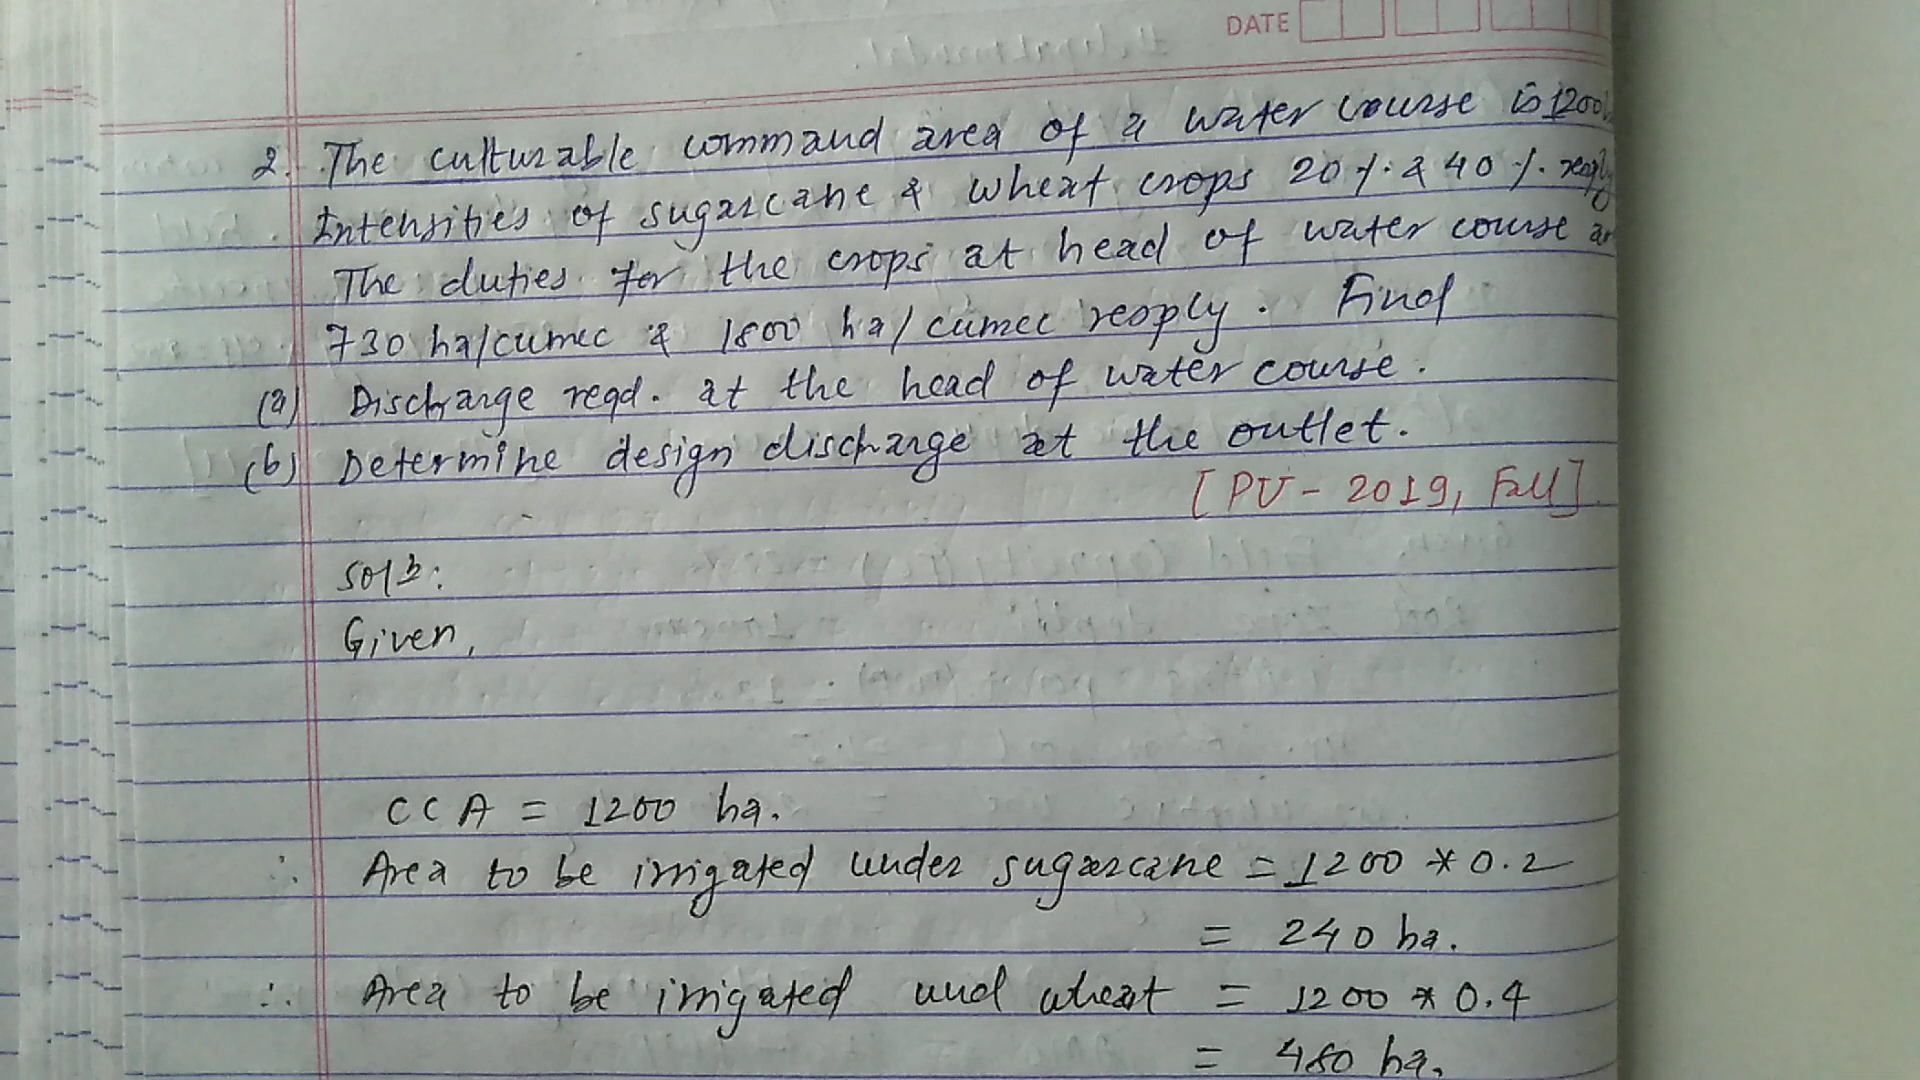 DATE
2. The culturable command area of a water course is 1200
Intensities of sugarcane & wheat crops 20 %. & 40 %. resply
The duties for the crops at head of water course ar
730 ha/cumec & 1800 ha/cumec resply. Find
(a) Discharge reqd. at the head of water course.
(b) Determine design discharge at the outlet.
[PU - 2019, Fall]
Soln:
Given,
CCA = 1200 ha.
∴ Area to be irrigated under sugarcane = 1200 * 0.2
= 240 ha.
∴ Area to be irrigated und wheat = 1200 * 0.4
= 480 ha.